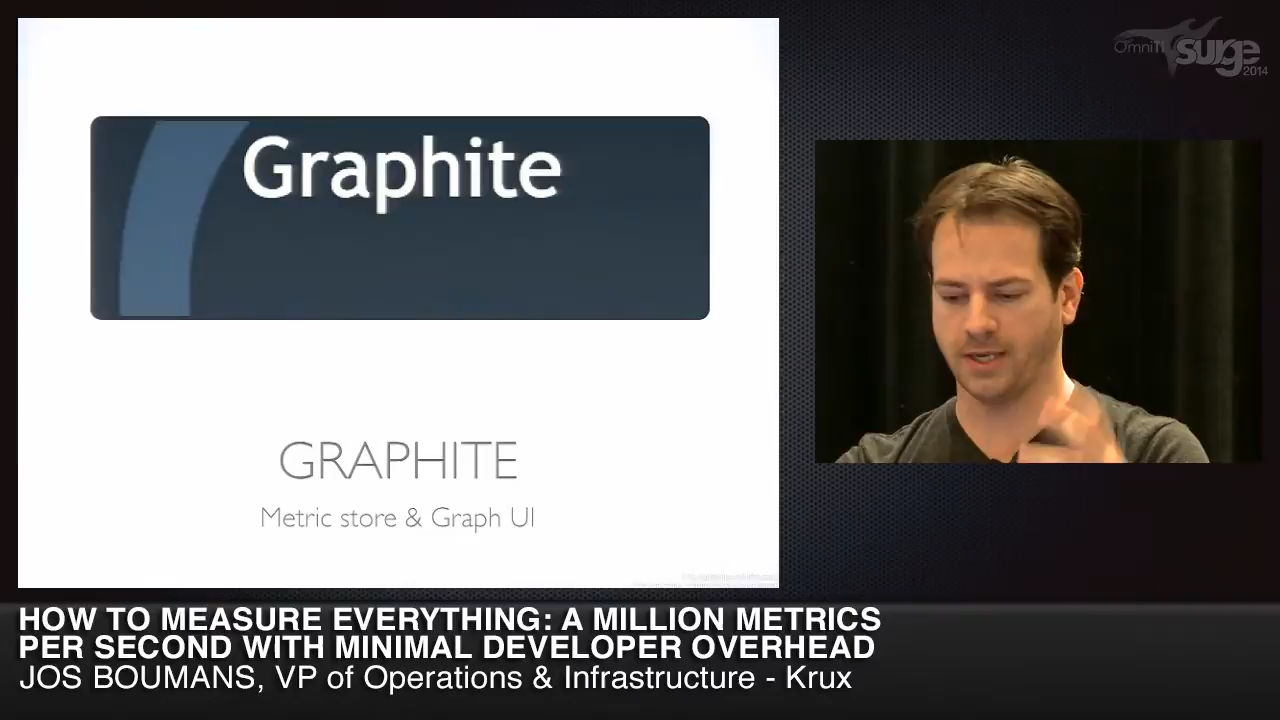 OmniTI surge
2014
Graphite
GRAPHITE
Metric store & Graph UI
HOW TO MEASURE EVERYTHING: A MILLION METRICS
PER SECOND WITH MINIMAL DEVELOPER OVERHEAD
JOS BOUMANS, VP of Operations & Infrastructure - Krux